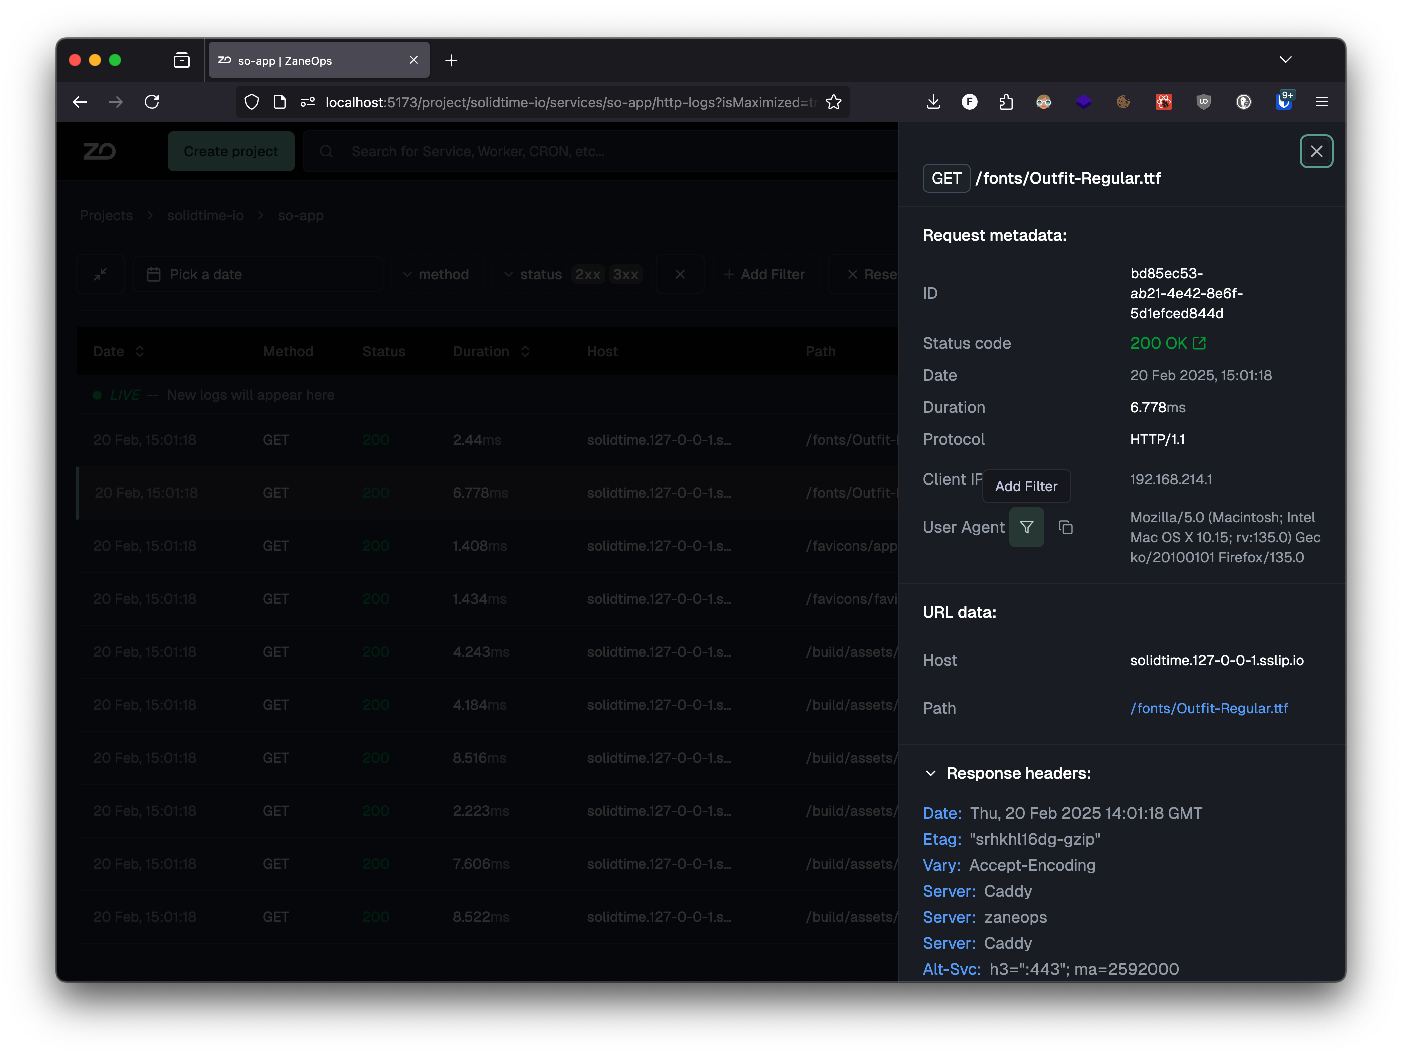 so-app | ZaneOps
localhost:5173/project/solidtime-io/services/so-app/http-logs?isMaximized=tr
9+
ZO
Create project
Search for Service, Worker, CRON, etc...
Projects > solidtime-io > so-app
Pick a date
method
status 2xx 3xx
Add Filter
Rese
Date Method Status Duration Host Path
LIVE — New logs will appear here
20 Feb, 15:01:18 GET 200 2.44ms solidtime.127-0-0-1.s... /fonts/Outfit-
20 Feb, 15:01:18 GET 200 6.778ms solidtime.127-0-0-1.s... /fonts/Outfit-
20 Feb, 15:01:18 GET 200 1.408ms solidtime.127-0-0-1.s... /favicons/app
20 Feb, 15:01:18 GET 200 1.434ms solidtime.127-0-0-1.s... /favicons/favi
20 Feb, 15:01:18 GET 200 4.243ms solidtime.127-0-0-1.s... /build/assets/
20 Feb, 15:01:18 GET 200 4.184ms solidtime.127-0-0-1.s... /build/assets/
20 Feb, 15:01:18 GET 200 8.516ms solidtime.127-0-0-1.s... /build/assets/
20 Feb, 15:01:18 GET 200 2.223ms solidtime.127-0-0-1.s... /build/assets/
20 Feb, 15:01:18 GET 200 7.606ms solidtime.127-0-0-1.s... /build/assets/
20 Feb, 15:01:18 GET 200 8.522ms solidtime.127-0-0-1.s... /build/assets/
GET /fonts/Outfit-Regular.ttf
Request metadata:
ID
bd85ec53-
ab21-4e42-8e6f-
5d1efced844d
Status code 200 OK
Date 20 Feb 2025, 15:01:18
Duration 6.778ms
Protocol HTTP/1.1
Client IP 192.168.214.1
Add Filter
User Agent
Mozilla/5.0 (Macintosh; Intel
Mac OS X 10.15; rv:135.0) Gec
ko/20100101 Firefox/135.0
URL data:
Host solidtime.127-0-0-1.sslip.io
Path /fonts/Outfit-Regular.ttf
Response headers:
Date: Thu, 20 Feb 2025 14:01:18 GMT
Etag: "srhkhl16dg-gzip"
Vary: Accept-Encoding
Server: Caddy
Server: zaneops
Server: Caddy
Alt-Svc: h3=":443"; ma=2592000